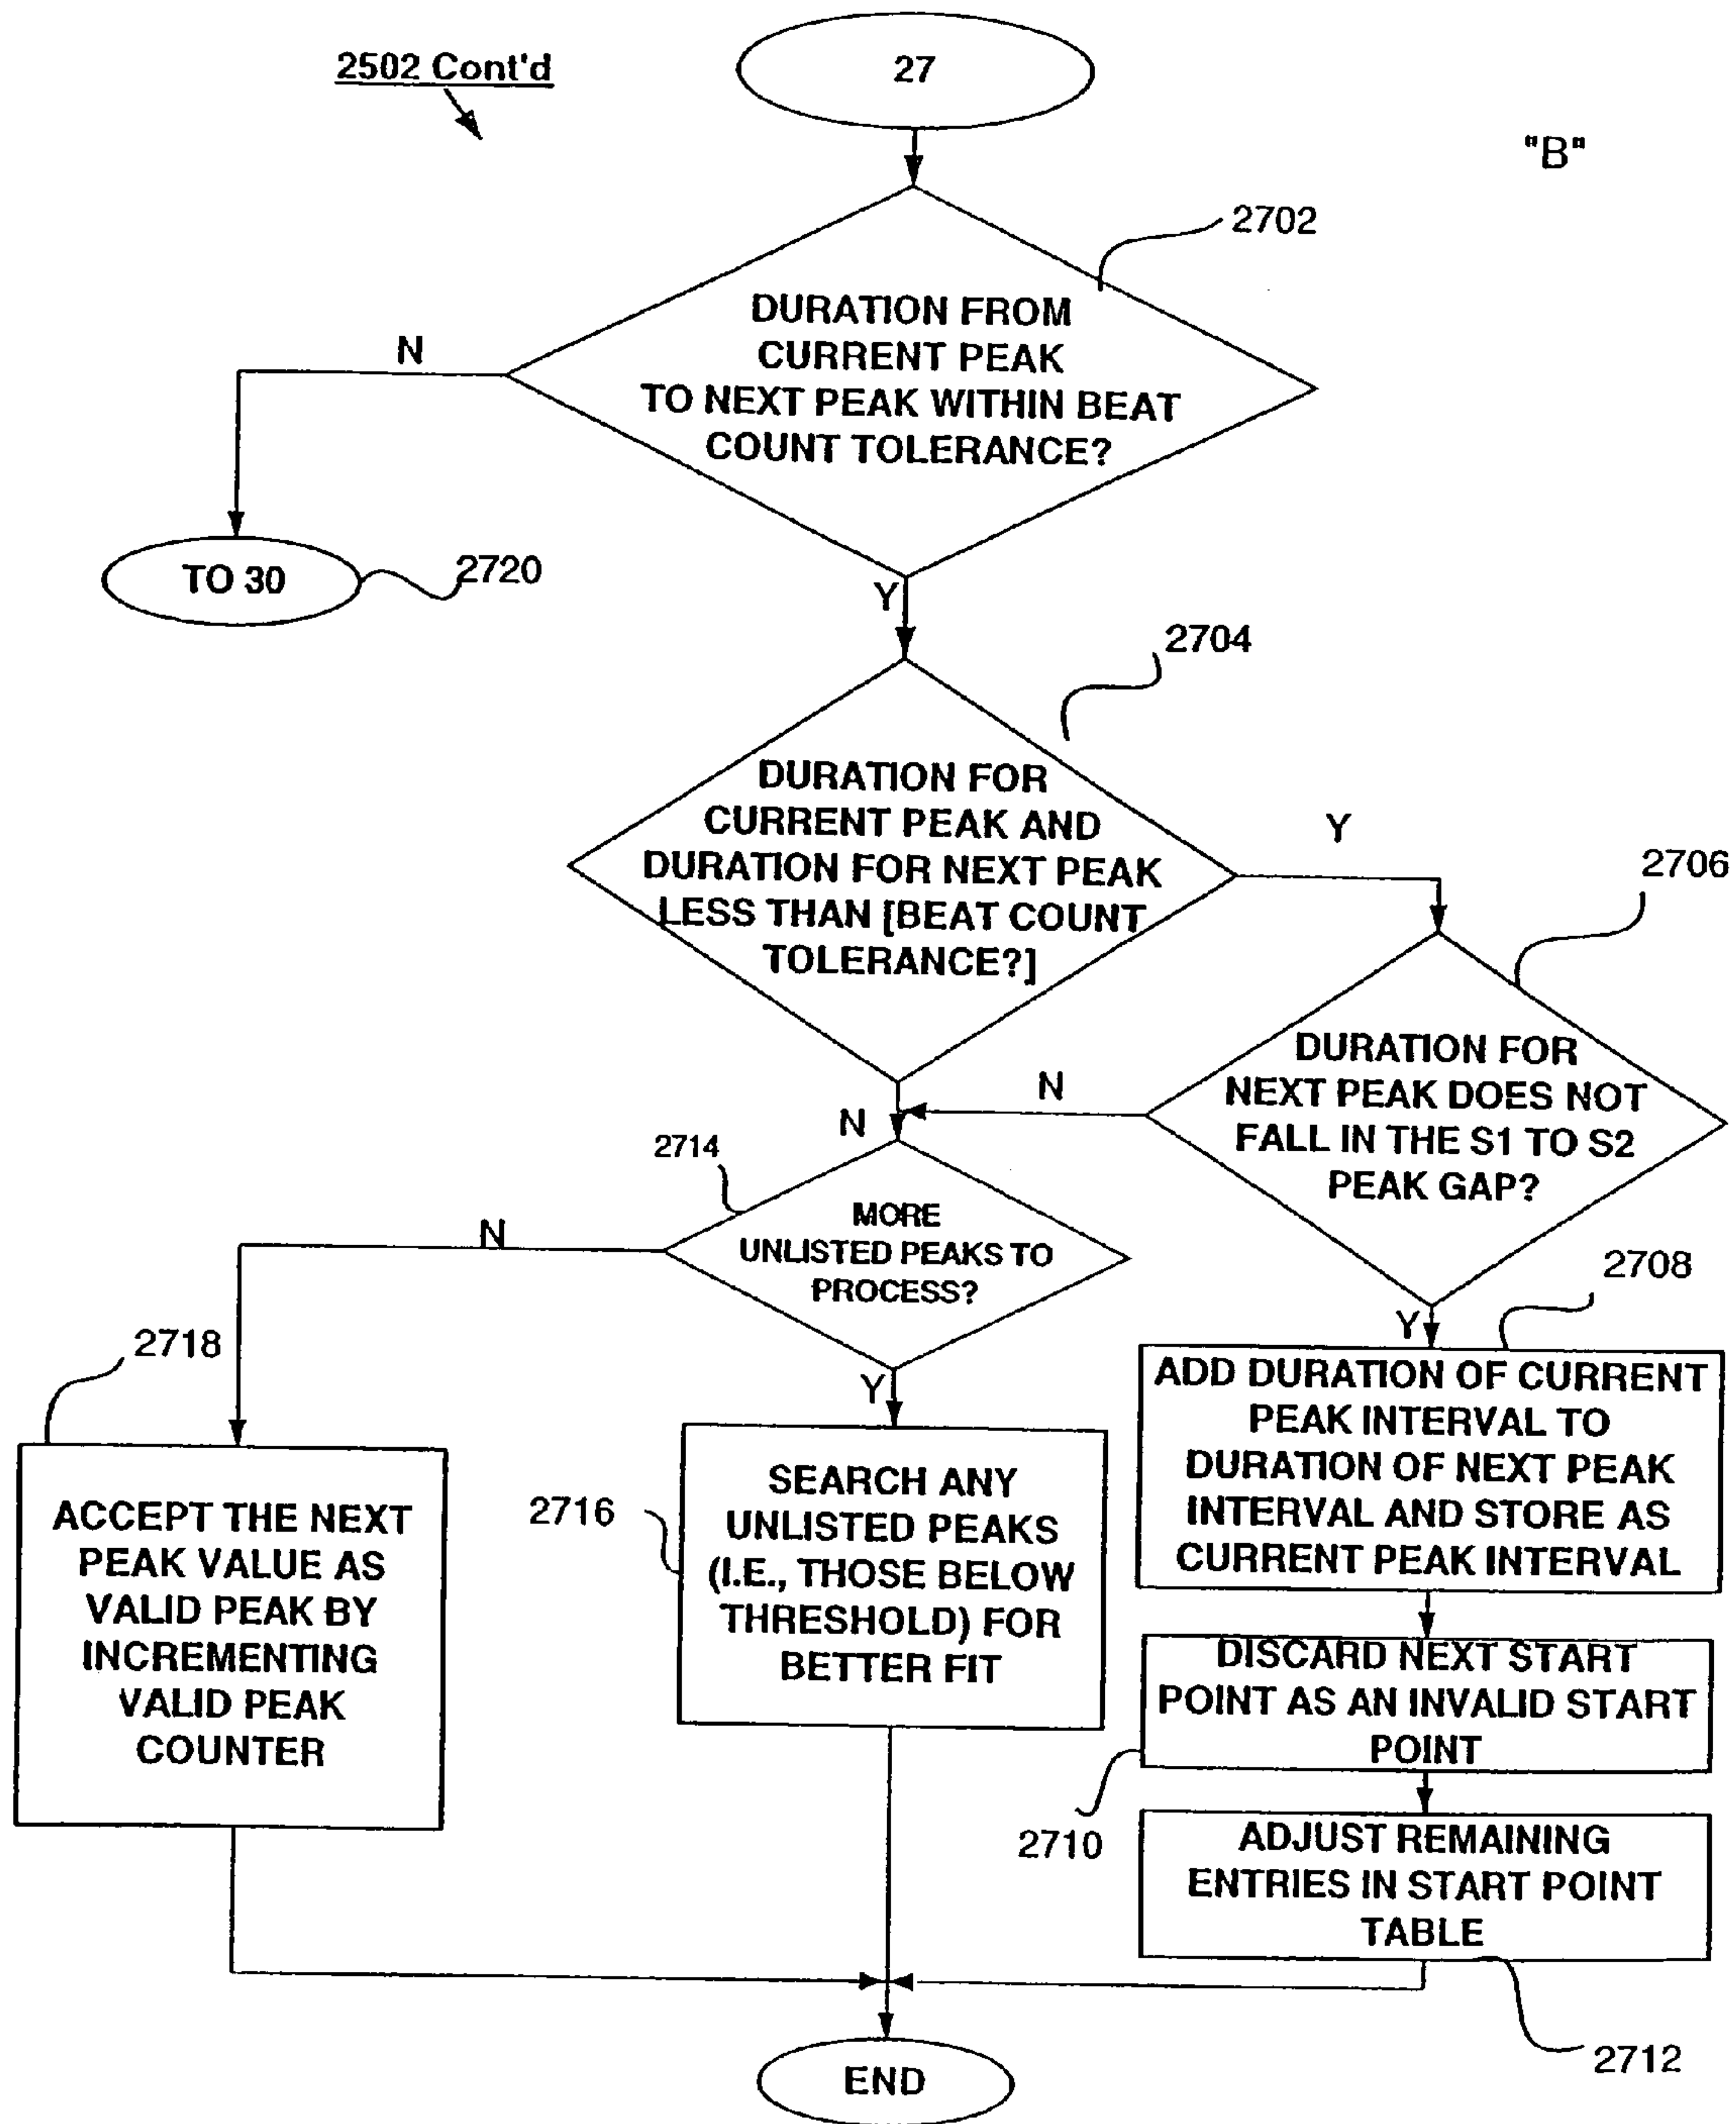 2502 Cont'd
27
"B"
2702
DURATION FROM
CURRENT PEAK
TO NEXT PEAK WITHIN BEAT
COUNT TOLERANCE?
N
TO 30
2720
Y
2704
DURATION FOR
CURRENT PEAK AND
DURATION FOR NEXT PEAK
LESS THAN [BEAT COUNT
TOLERANCE?]
Y
2706
DURATION FOR
NEXT PEAK DOES NOT
FALL IN THE S1 TO S2
PEAK GAP?
N
N
2714
MORE
UNLISTED PEAKS TO
PROCESS?
N
Y
Y
2708
ADD DURATION OF CURRENT
PEAK INTERVAL TO
DURATION OF NEXT PEAK
INTERVAL AND STORE AS
CURRENT PEAK INTERVAL
2718
ACCEPT THE NEXT
PEAK VALUE AS
VALID PEAK BY
INCREMENTING
VALID PEAK
COUNTER
2716
SEARCH ANY
UNLISTED PEAKS
(I.E., THOSE BELOW
THRESHOLD) FOR
BETTER FIT
DISCARD NEXT START
POINT AS AN INVALID START
POINT
2710
ADJUST REMAINING
ENTRIES IN START POINT
TABLE
2712
END